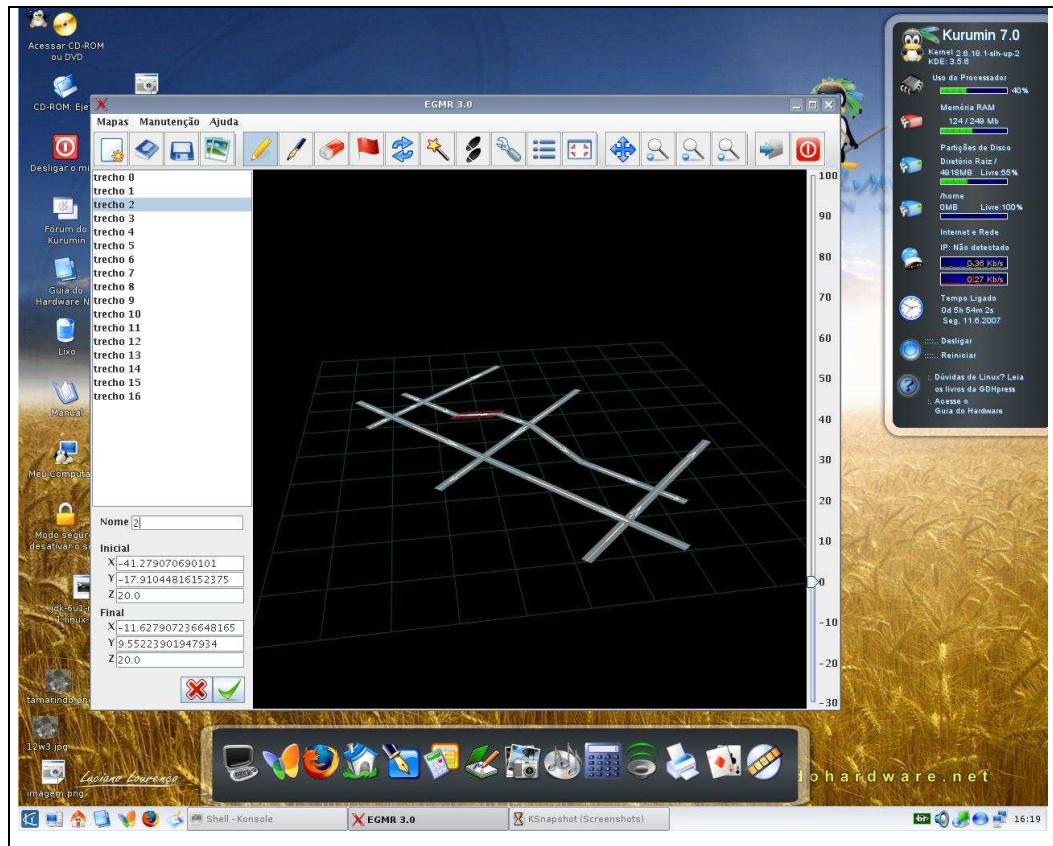 Acessar CD-ROM
ou DVD
CD-ROM: Eje
Desligar o mi
Fórum do
Kurumin
Guia do
Hardware.N
Lixo
Manual
Meu Computa
Modo segur
desativar o s
jdk-6u1-
1-linux-
tamarindo.pn
12w3.jpg
imagem.png
EGMR 3.0
Mapas Manutenção Ajuda
trecho 0
trecho 1
trecho 2
trecho 3
trecho 4
trecho 5
trecho 6
trecho 7
trecho 8
trecho 9
trecho 10
trecho 11
trecho 12
trecho 13
trecho 14
trecho 15
trecho 16
Nome 2
Inicial
X -41.279070690101
Y -17.91044816152375
Z 20.0
Final
X -11.627907236648165
Y 9.55223901947934
Z 20.0
100
90
80
70
60
50
40
30
20
10
0
-10
-20
-30
Kurumin 7.0
Kernel 2.6.18.1-slh-up-2
KDE: 3.5.6
Uso do Processador
40%
Memória RAM
124 / 249 Mb
Partições de Disco
Diretório Raiz /
4918MB Livre:55%
/home
0MB Livre:100%
Internet e Rede
IP: Não detectado
0.36 Kb/s
0.27 Kb/s
Tempo Ligado
0d 5h 54m 2s
Seg, 11.6.2007
::::.. Desligar
::::.. Reiniciar
:. Dúvidas de Linux? Leia
os livros da GDHpress
:. Acesse o
Guia do Hardware
Luciano Lourenço
dohardware.net
Shell - Konsole
EGMR 3.0
KSnapshot (Screenshots)
16:19